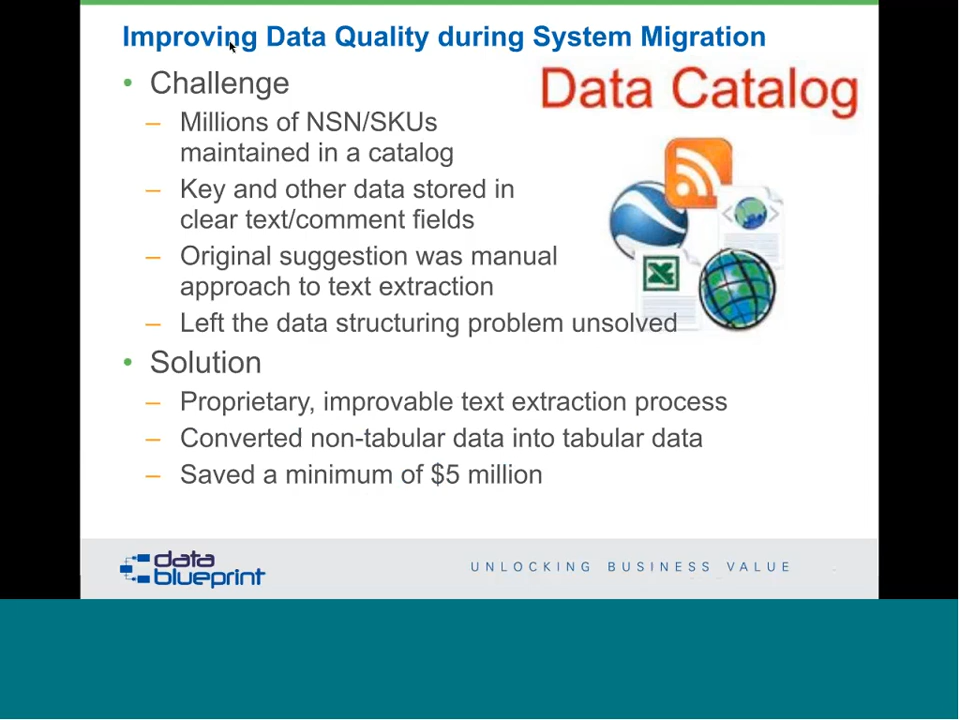 Improving Data Quality during System Migration
• Challenge
Data Catalog
– Millions of NSN/SKUs
maintained in a catalog
– Key and other data stored in
clear text/comment fields
– Original suggestion was manual
approach to text extraction
– Left the data structuring problem unsolved
• Solution
– Proprietary, improvable text extraction process
– Converted non-tabular data into tabular data
– Saved a minimum of $5 million
data
blueprint
UNLOCKING BUSINESS VALUE